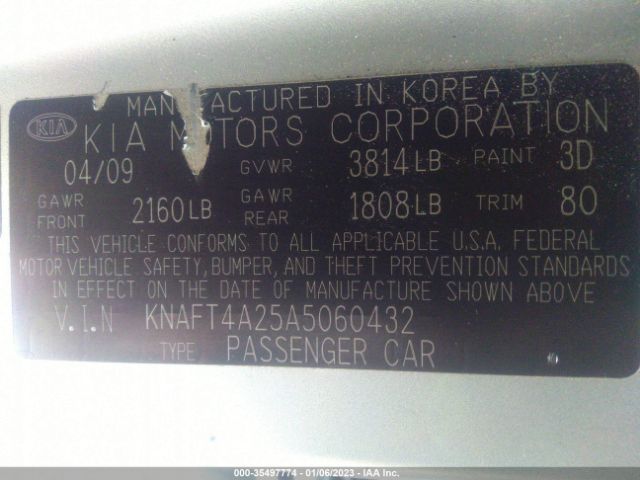 MANUFACTURED IN KOREA BY
KIA KIA MOTORS CORPORATION
04/09 GVWR 3814LB PAINT 3D
GAWR FRONT 2160LB GAWR REAR 1808LB TRIM 80
THIS VEHICLE CONFORMS TO ALL APPLICABLE U.S.A. FEDERAL
MOTOR VEHICLE SAFETY, BUMPER, AND THEFT PREVENTION STANDARDS
IN EFFECT ON THE DATE OF MANUFACTURE SHOWN ABOVE
V.I.N KNAFT4A25A5060432
TYPE PASSENGER CAR
000-35497774 - 01/06/2023 - IAAI.CA